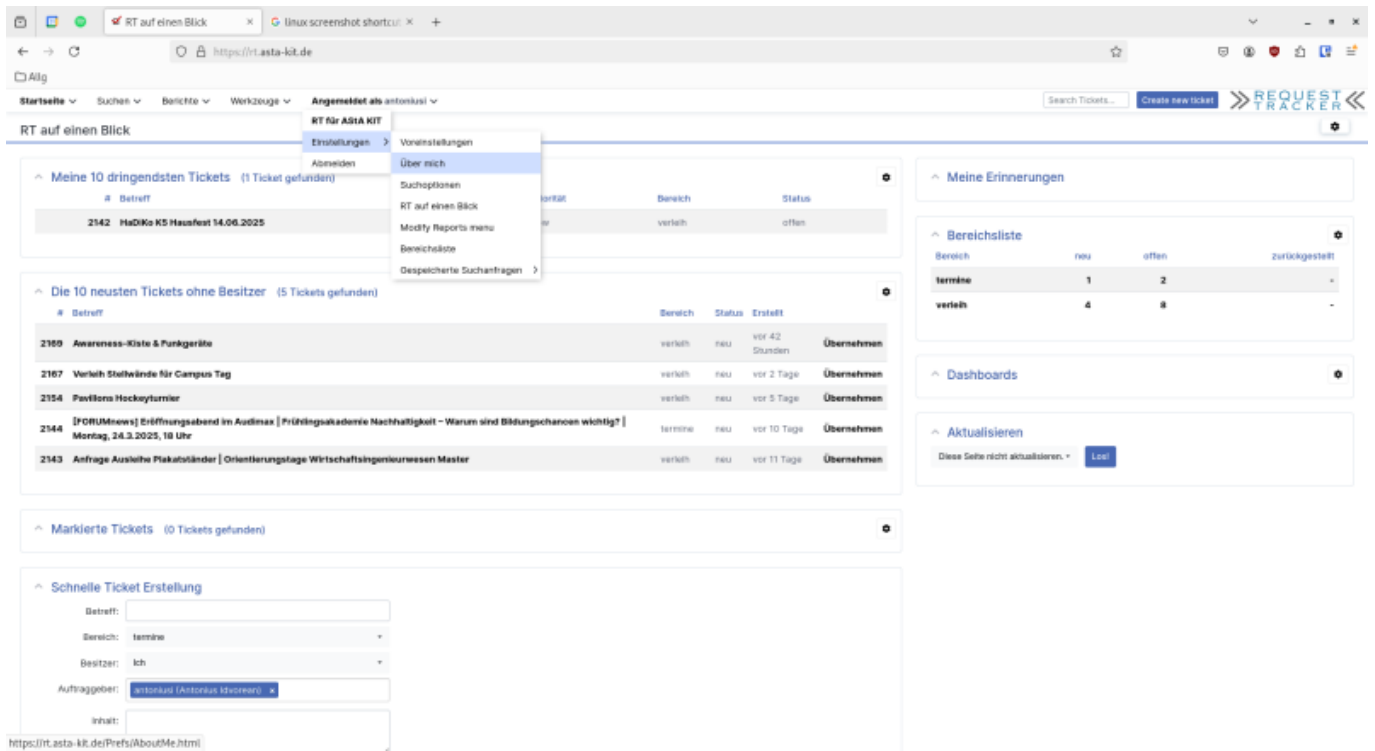 RT auf einen Blick
linux screenshot shortcut
https://rt.asta-kit.de
Allg
Startseite Suchen Berichte Werkzeuge Angemeldet als antoniusi
Search Tickets... Create new ticket REQUEST TRACKER
RT für AStA KIT
RT auf einen Blick
Einstellungen Voreinstellungen
Abmelden Über mich
Suchoptionen
RT auf einen Blick
Modify Reports menu
Bereichsliste
Gespeicherte Suchanfragen
Meine 10 dringendsten Tickets (1 Ticket gefunden)
# Betreff Bereich Status
2142 HaDiKo K5 Hausfest 14.06.2025 verleih offen
Die 10 neusten Tickets ohne Besitzer (5 Tickets gefunden)
# Betreff Bereich Status Erstellt
2169 Awareness-Kiste & Funkgeräte verleih neu vor 42 Stunden Übernehmen
2167 Verleih Stellwände für Campus Tag verleih neu vor 2 Tage Übernehmen
2154 Pavillons Hockeyturnier verleih neu vor 5 Tage Übernehmen
2144 [FORUMnews] Eröffnungsabend im Audimax | Frühlingsakademie Nachhaltigkeit – Warum sind Bildungschancen wichtig? |
Montag, 24.3.2025, 18 Uhr termine neu vor 10 Tage Übernehmen
2143 Anfrage Ausleihe Plakatständer | Orientierungstage Wirtschaftsingenieurwesen Master verleih neu vor 11 Tage Übernehmen
Markierte Tickets (0 Tickets gefunden)
Schnelle Ticket Erstellung
Betreff:
Bereich: termine
Besitzer: Ich
Auftraggeber: antoniusi (Antonius Idvorean) ×
Inhalt:
Meine Erinnerungen
Bereichsliste
Bereich neu offen zurückgestellt
termine 1 2 -
verleih 4 8 -
Dashboards
Aktualisieren
Diese Seite nicht aktualisieren. Los!
https://rt.asta-kit.de/Prefs/AboutMe.html